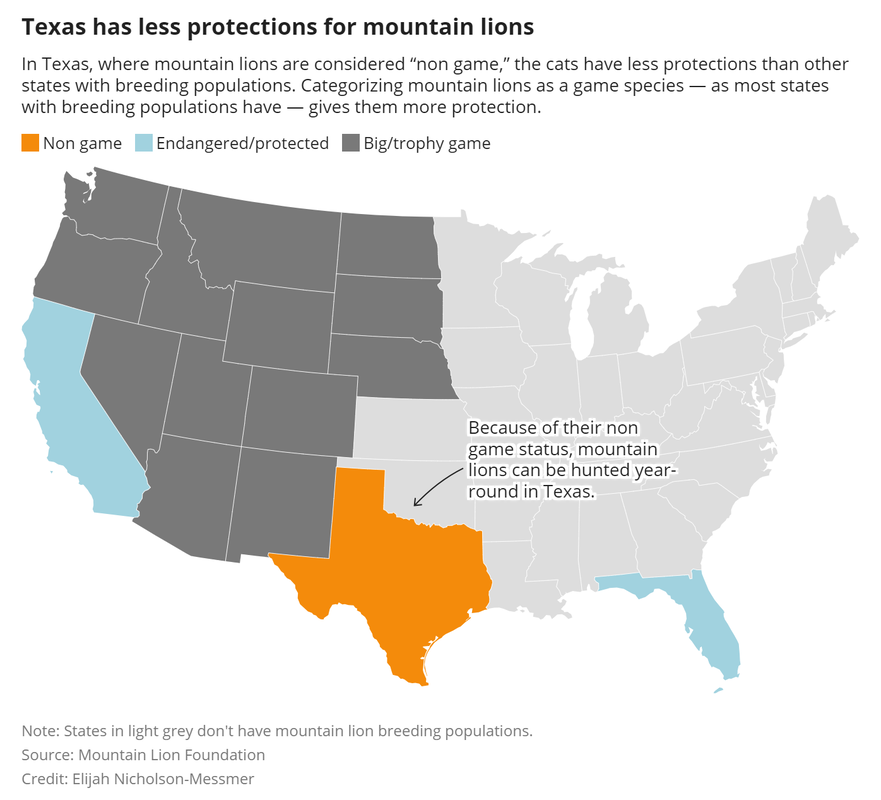 Texas has less protections for mountain lions
In Texas, where mountain lions are considered “non game,” the cats have less protections than other
states with breeding populations. Categorizing mountain lions as a game species — as most states
with breeding populations have — gives them more protection.
Non game Endangered/protected Big/trophy game
Because of their non
game status, mountain
lions can be hunted year-
round in Texas.
Note: States in light grey don't have mountain lion breeding populations.
Source: Mountain Lion Foundation
Credit: Elijah Nicholson-Messmer